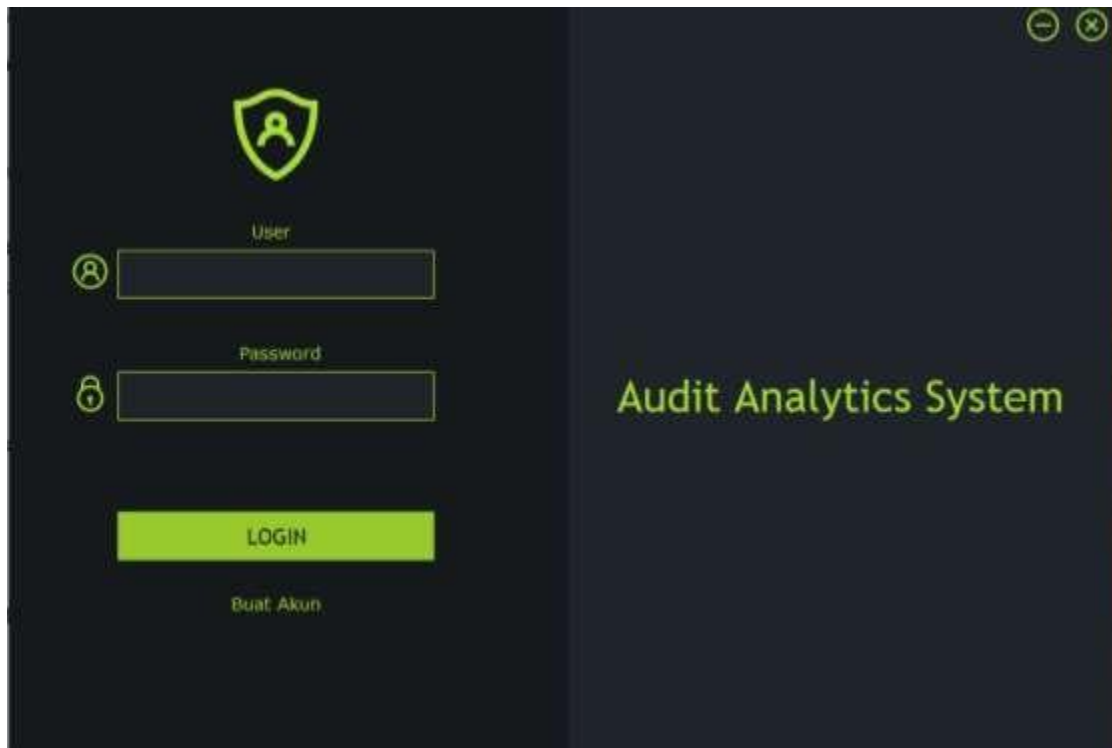 User
Password
LOGIN
Buat Akun
Audit Analytics System